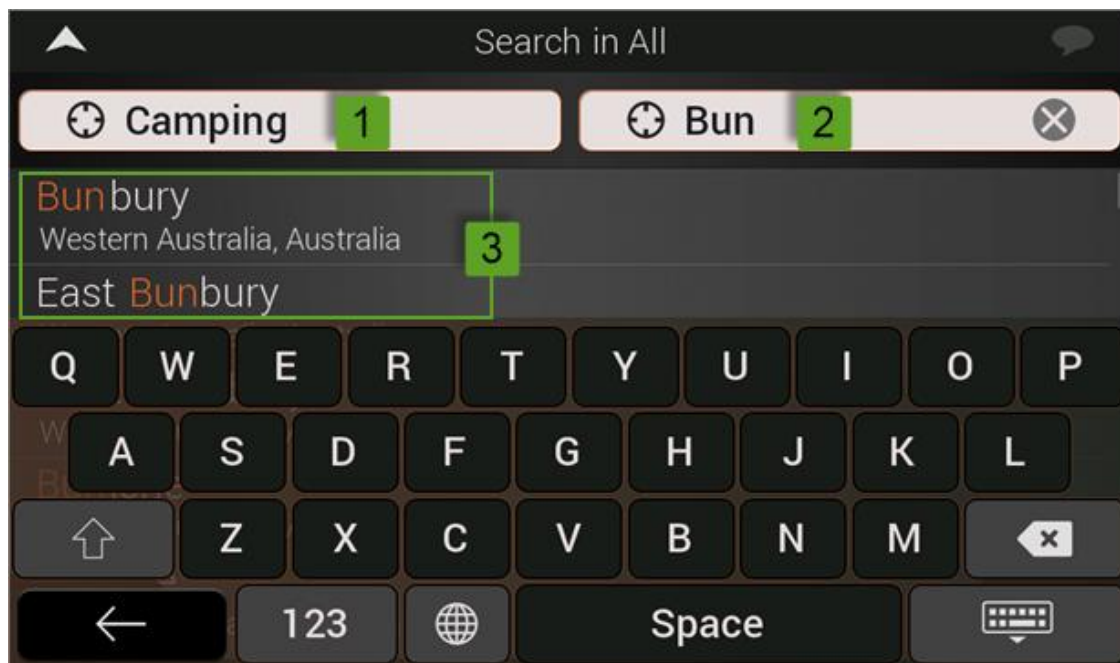 Search in All
Camping 1
Bun 2
Bunbury
Western Australia, Australia
3
East Bunbury
Q W E R T Y U I O P
A S D F G H J K L
Z X C V B N M
123 Space